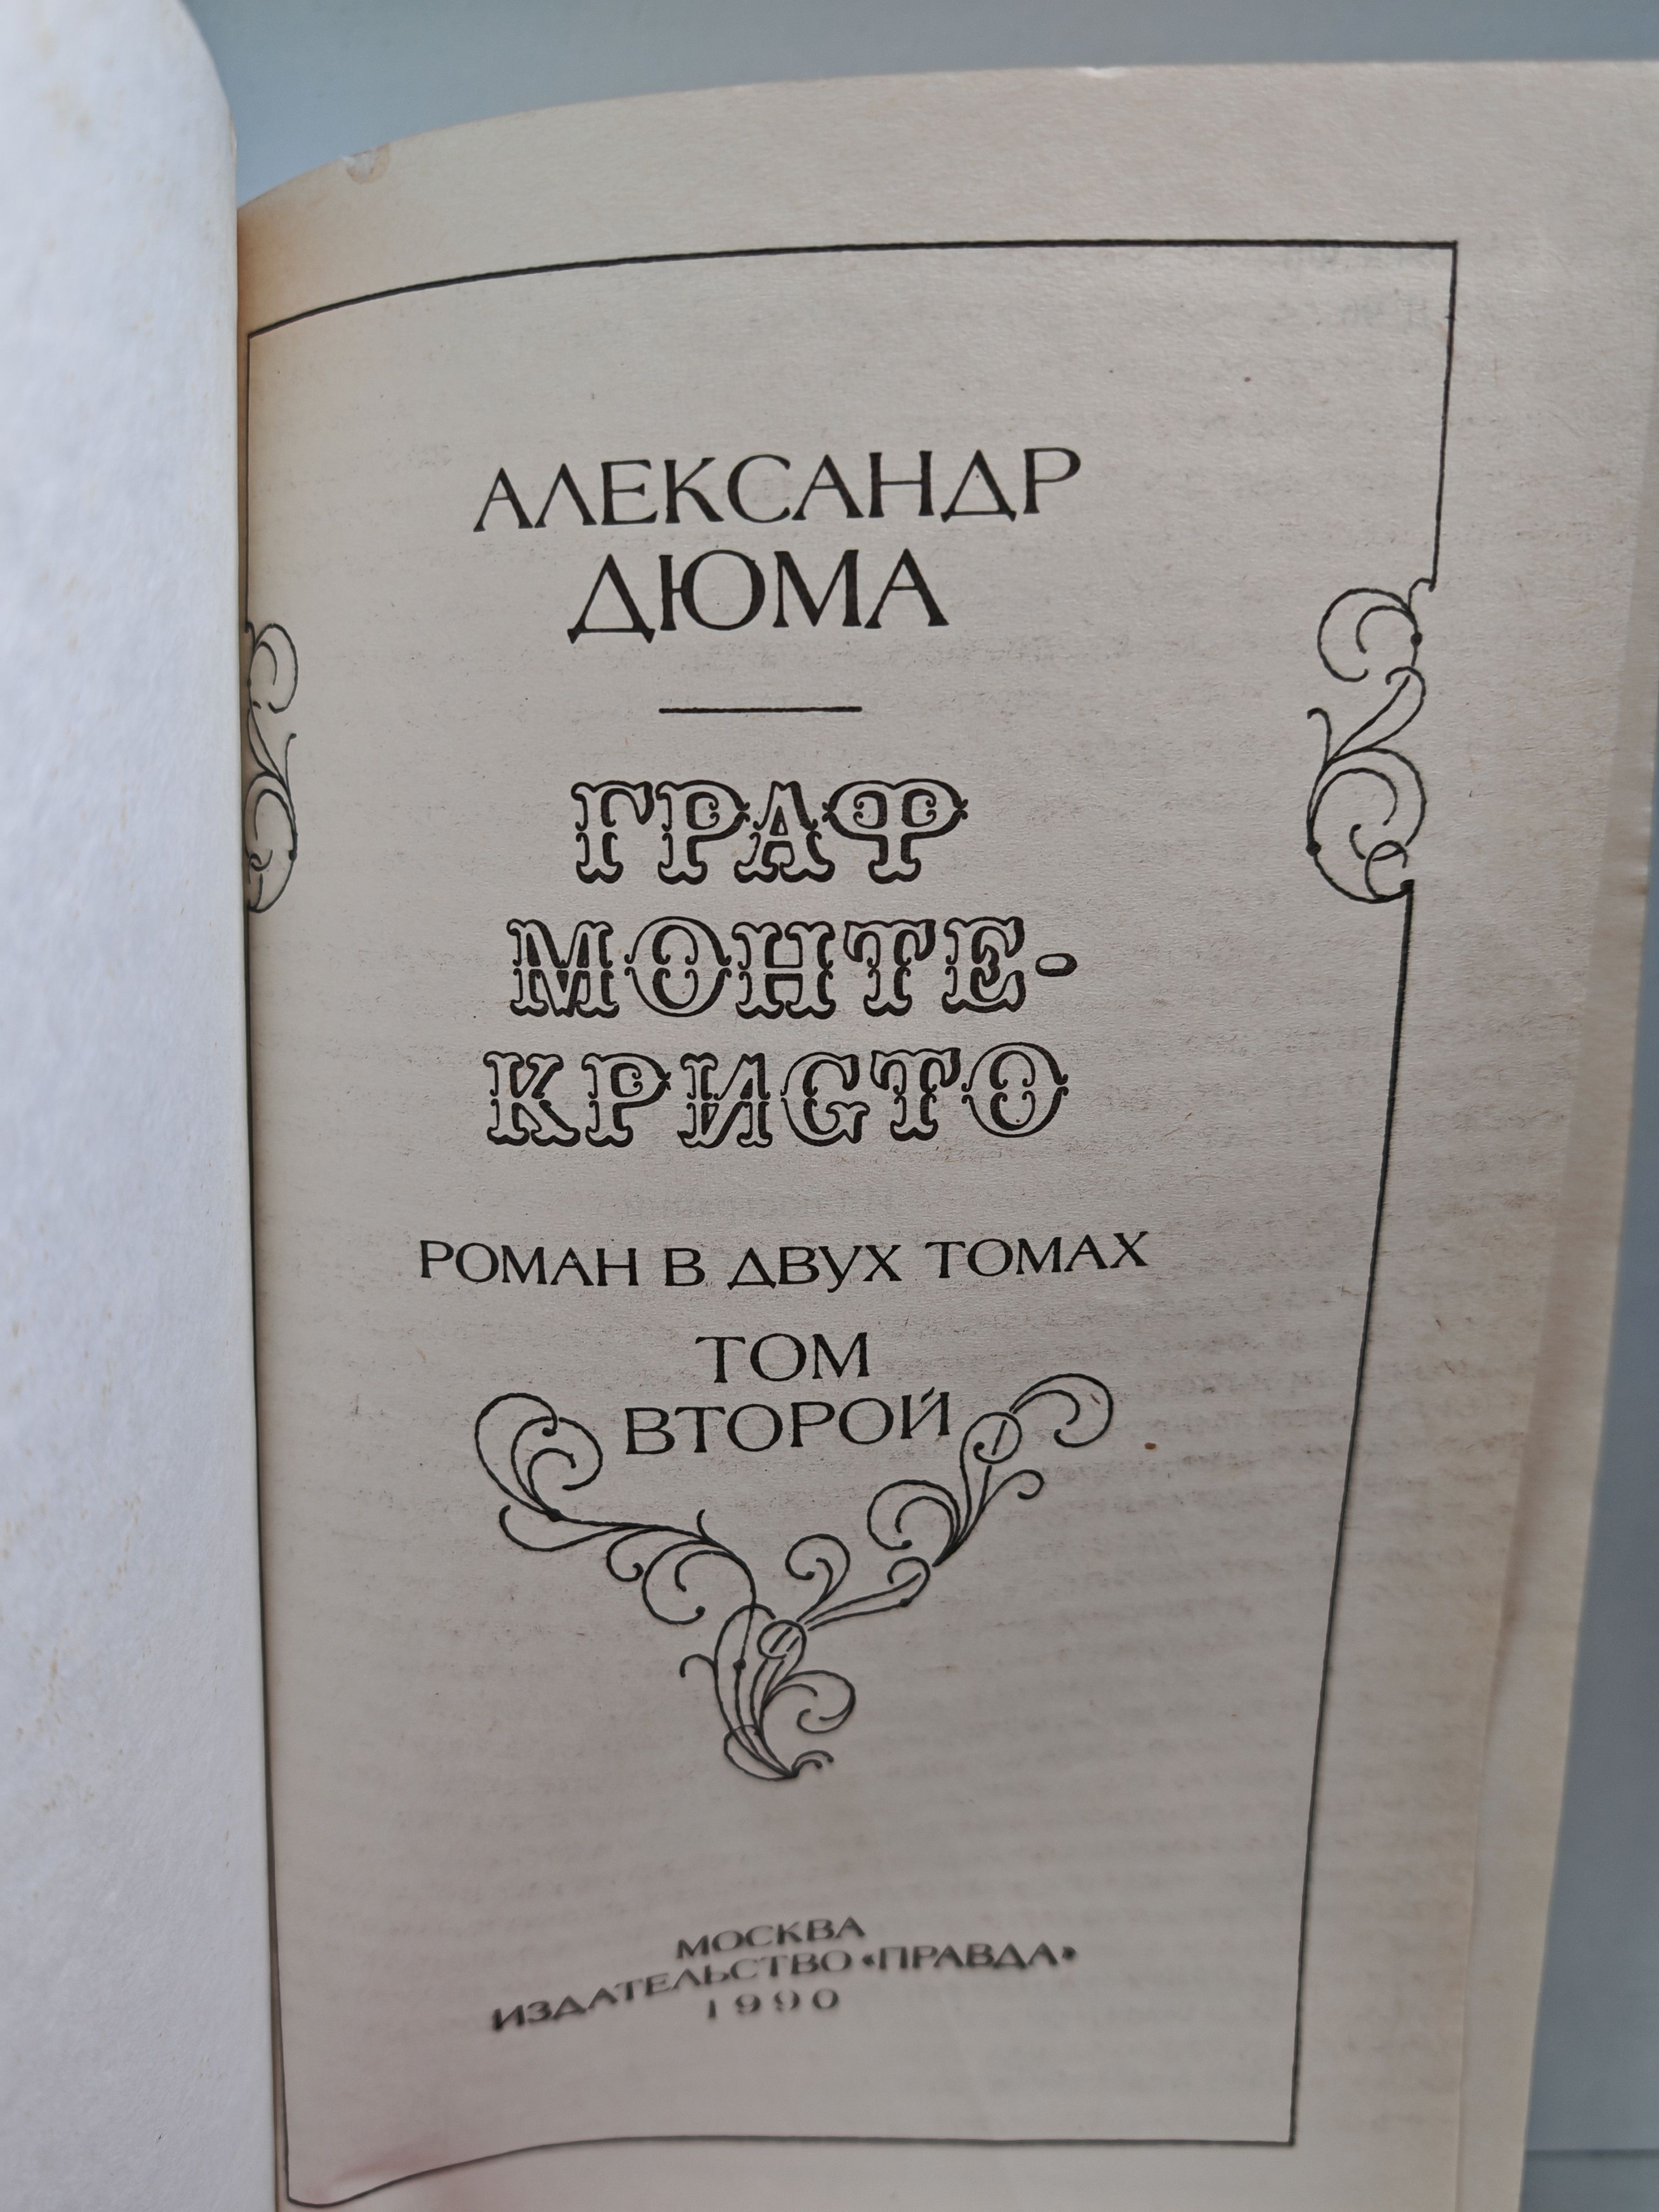 АЛЕКСАНДР
ДЮМА
ГРАФ
МОНТЕ-
КРИСТО
РОМАН В ДВУХ ТОМАХ
ТОМ
ВТОРОЙ
МОСКВА
ИЗДАТЕЛЬСТВО «ПРАВДА»
1990